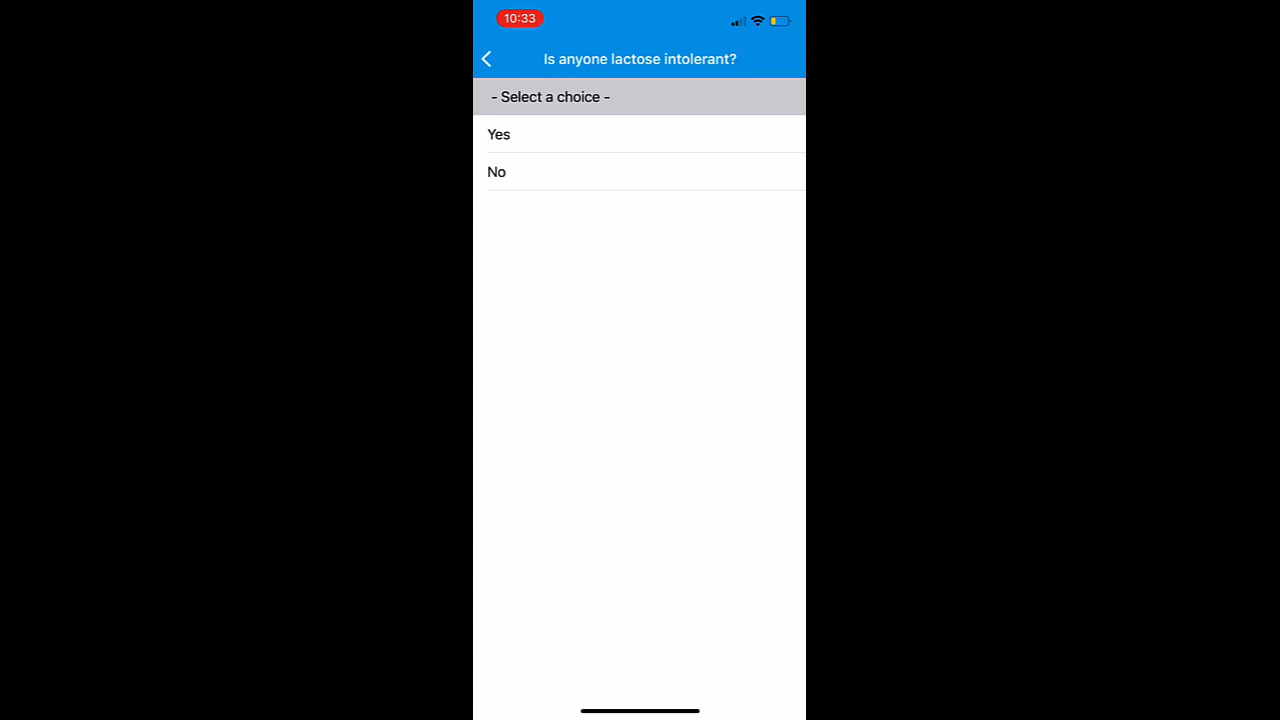 10:33
Is anyone lactose intolerant?
- Select a choice -
Yes
No